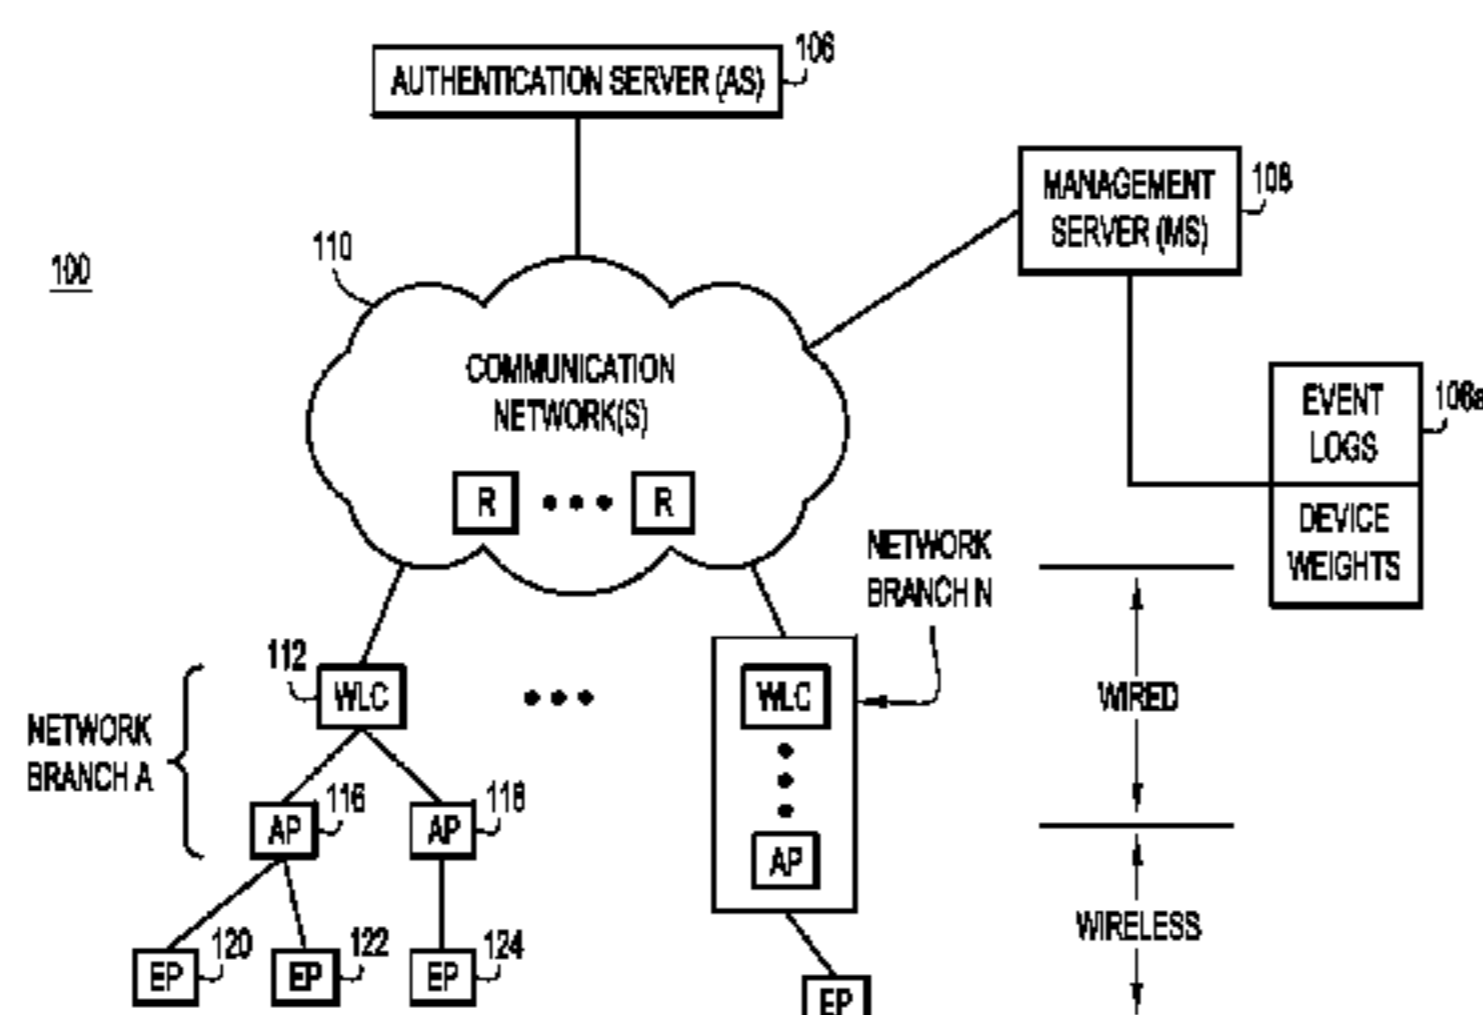 106
AUTHENTICATION SERVER (AS)
MANAGEMENT
SERVER (MS)
108
110
100
COMMUNICATION
NETWORK(S)
R ••• R
EVENT
LOGS
108a
DEVICE
WEIGHTS
NETWORK
BRANCH N
112
WLC
•••
WLC
WIRED
NETWORK
BRANCH A
116
AP
118
AP
AP
WIRELESS
EP
120
EP
122
EP
124
EP